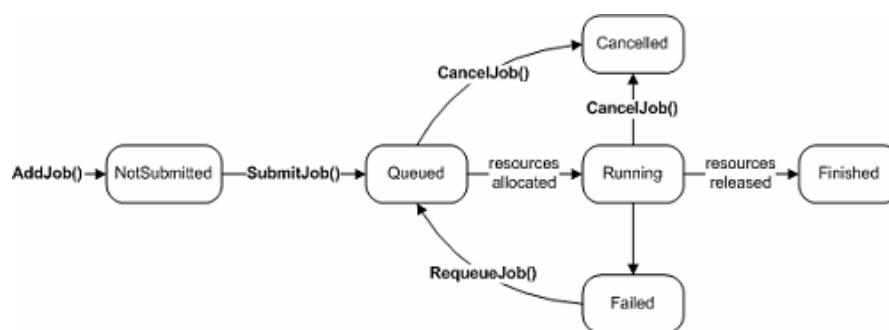 Cancelled
CancelJob()
CancelJob()
AddJob()
NotSubmitted
SubmitJob()
Queued
resources
allocated
Running
resources
released
Finished
RequeueJob()
Failed